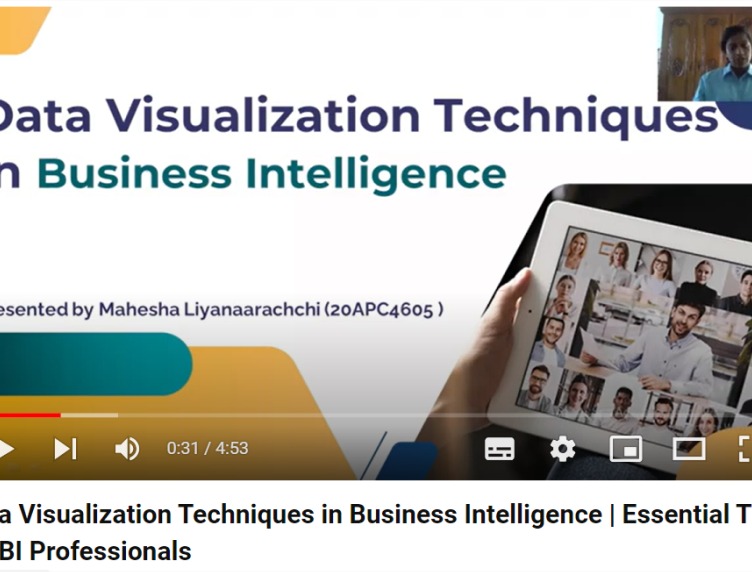 Data Visualization Techniques
in Business Intelligence
esented by Mahesha Liyanaarachchi (20APC4605 )
0:31 / 4:53
a Visualization Techniques in Business Intelligence | Essential T
BI Professionals